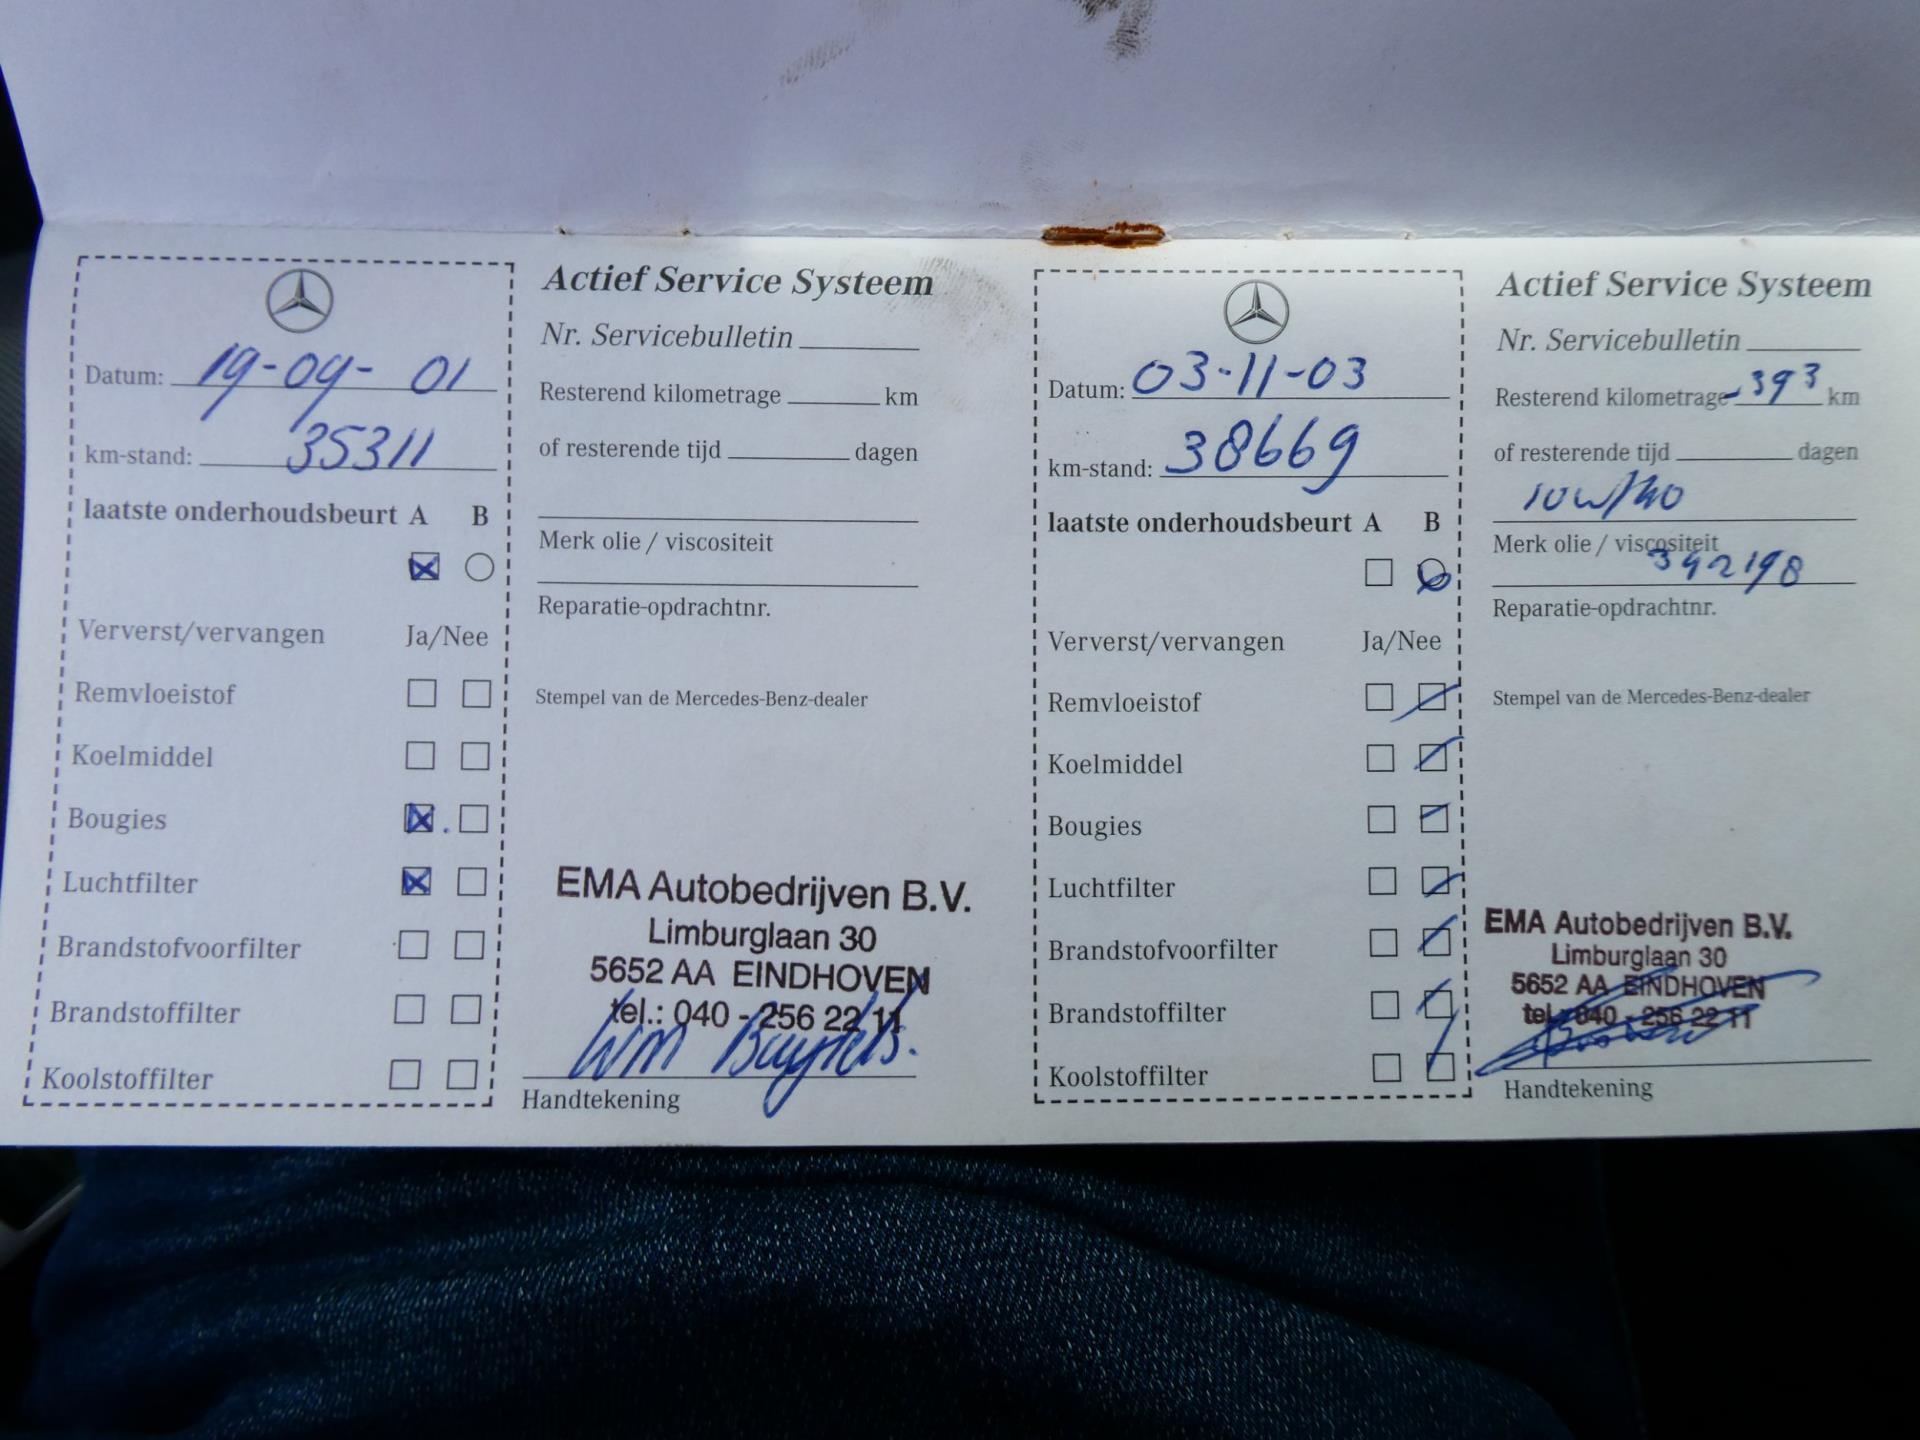 Datum: 19-09-01
km-stand: 35311
laatste onderhoudsbeurt A B
Ververst/vervangen Ja/Nee
Remvloeistof
Koelmiddel
Bougies
Luchtfilter
Brandstofvoorfilter
Brandstoffilter
Koolstoffilter
Actief Service Systeem
Nr. Servicebulletin
Resterend kilometrage km
of resterende tijd dagen
Merk olie / viscositeit
Reparatie-opdrachtnr.
Stempel van de Mercedes-Benz-dealer
EMA Autobedrijven B.V.
Limburglaan 30
5652 AA EINDHOVEN
tel.: 040 - 256 22 11
Handtekening
Datum: 03-11-03
km-stand: 38669
laatste onderhoudsbeurt A B
Ververst/vervangen Ja/Nee
Remvloeistof
Koelmiddel
Bougies
Luchtfilter
Brandstofvoorfilter
Brandstoffilter
Koolstoffilter
Actief Service Systeem
Nr. Servicebulletin
Resterend kilometrage -393 km
of resterende tijd dagen
10w/40
Merk olie / viscositeit
342198
Reparatie-opdrachtnr.
Stempel van de Mercedes-Benz-dealer
EMA Autobedrijven B.V.
Limburglaan 30
5652 AA EINDHOVEN
tel.: 040 - 256 22 11
Handtekening